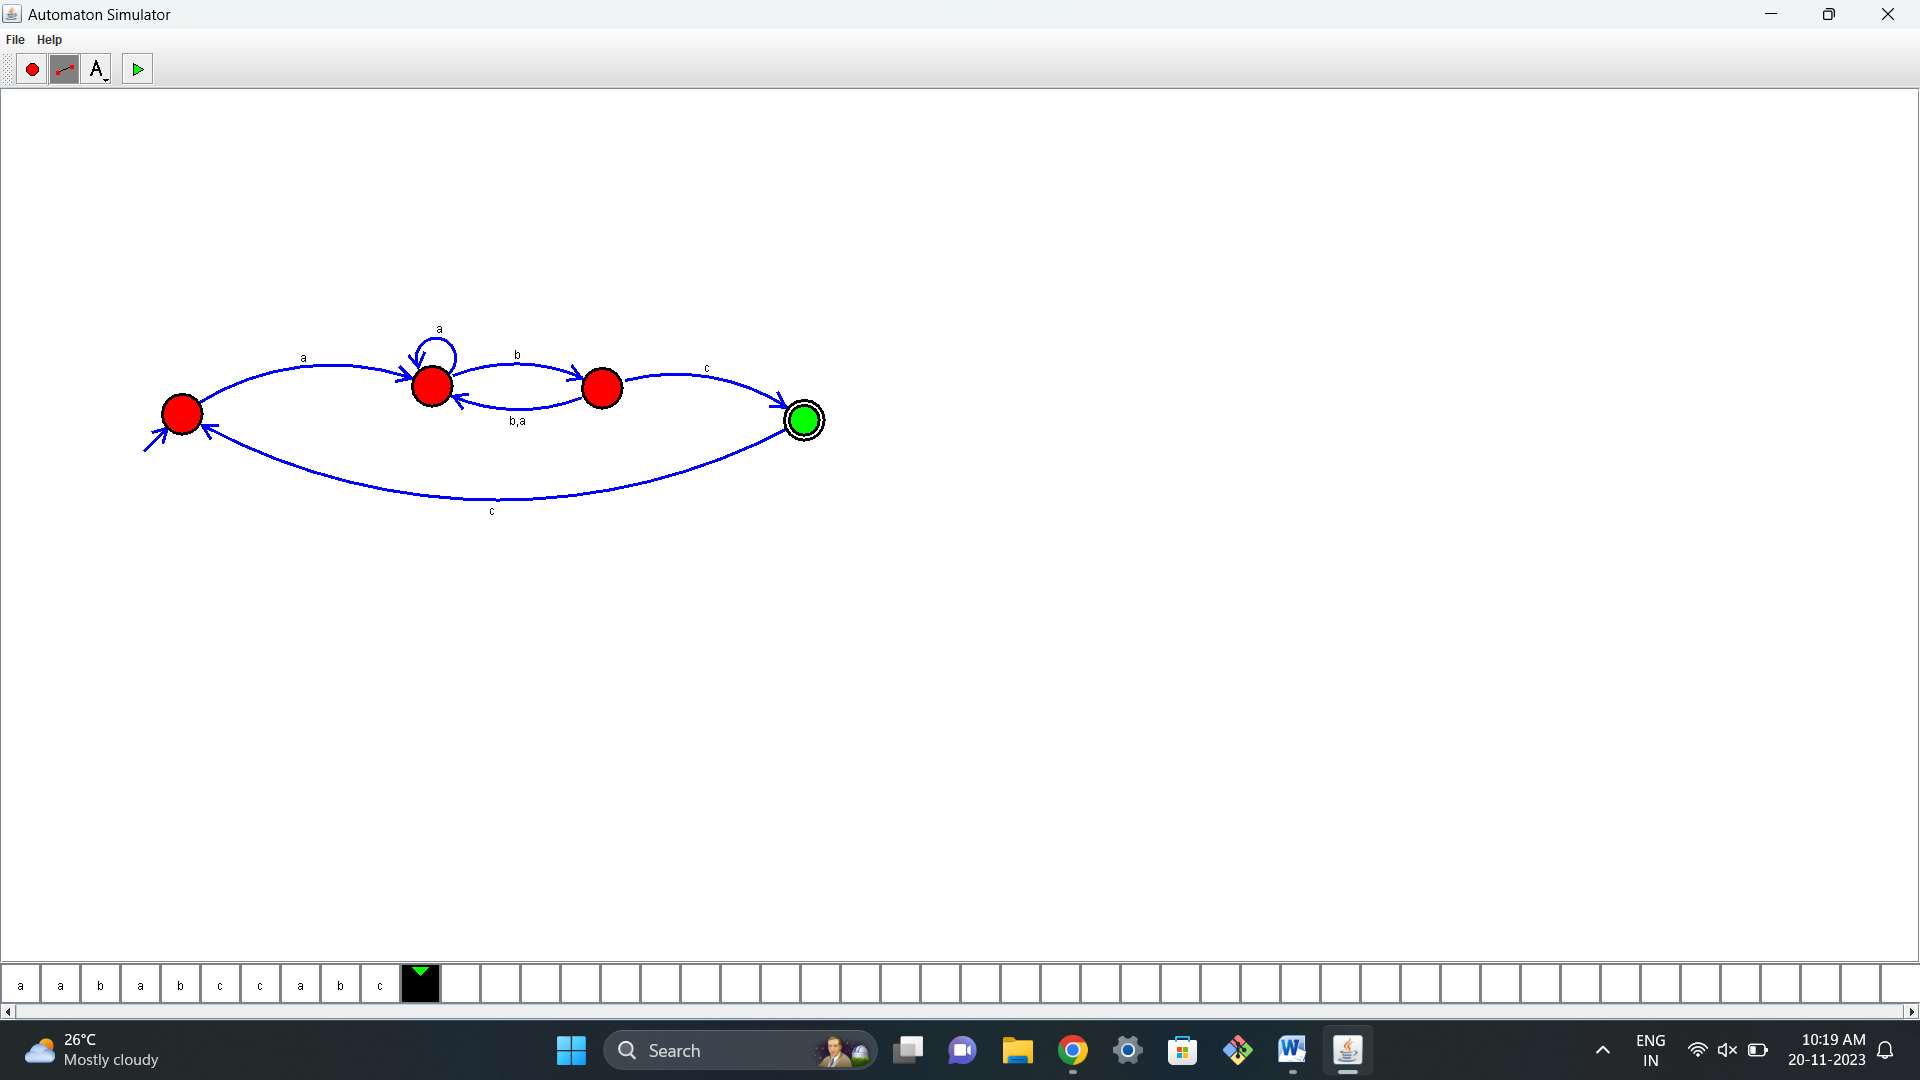 Automaton Simulator
File Help
A
a
a b
c
b,a
c
a a b a b c c a b c
26°C
Mostly cloudy
Search
ENG
IN
10:19 AM
20-11-2023